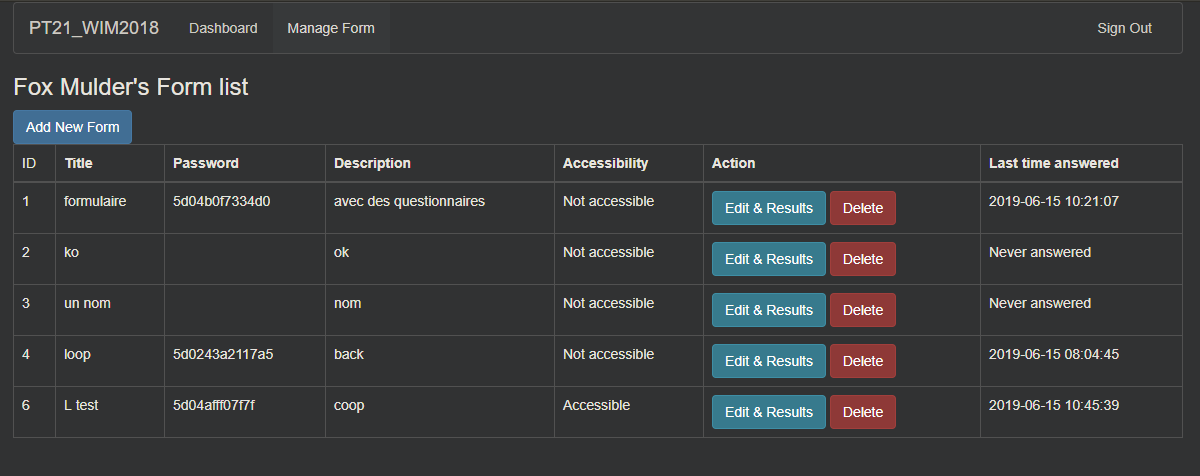 PT21_WIM2018 Dashboard Manage Form Sign Out
Fox Mulder's Form list
Add New Form
ID Title Password Description Accessibility Action Last time answered
1 formulaire 5d04b0f7334d0 avec des questionnaires Not accessible Edit & Results Delete 2019-06-15 10:21:07
2 ko ok Not accessible Edit & Results Delete Never answered
3 un nom nom Not accessible Edit & Results Delete Never answered
4 loop 5d0243a2117a5 back Not accessible Edit & Results Delete 2019-06-15 08:04:45
6 L test 5d04afff07f7f coop Accessible Edit & Results Delete 2019-06-15 10:45:39